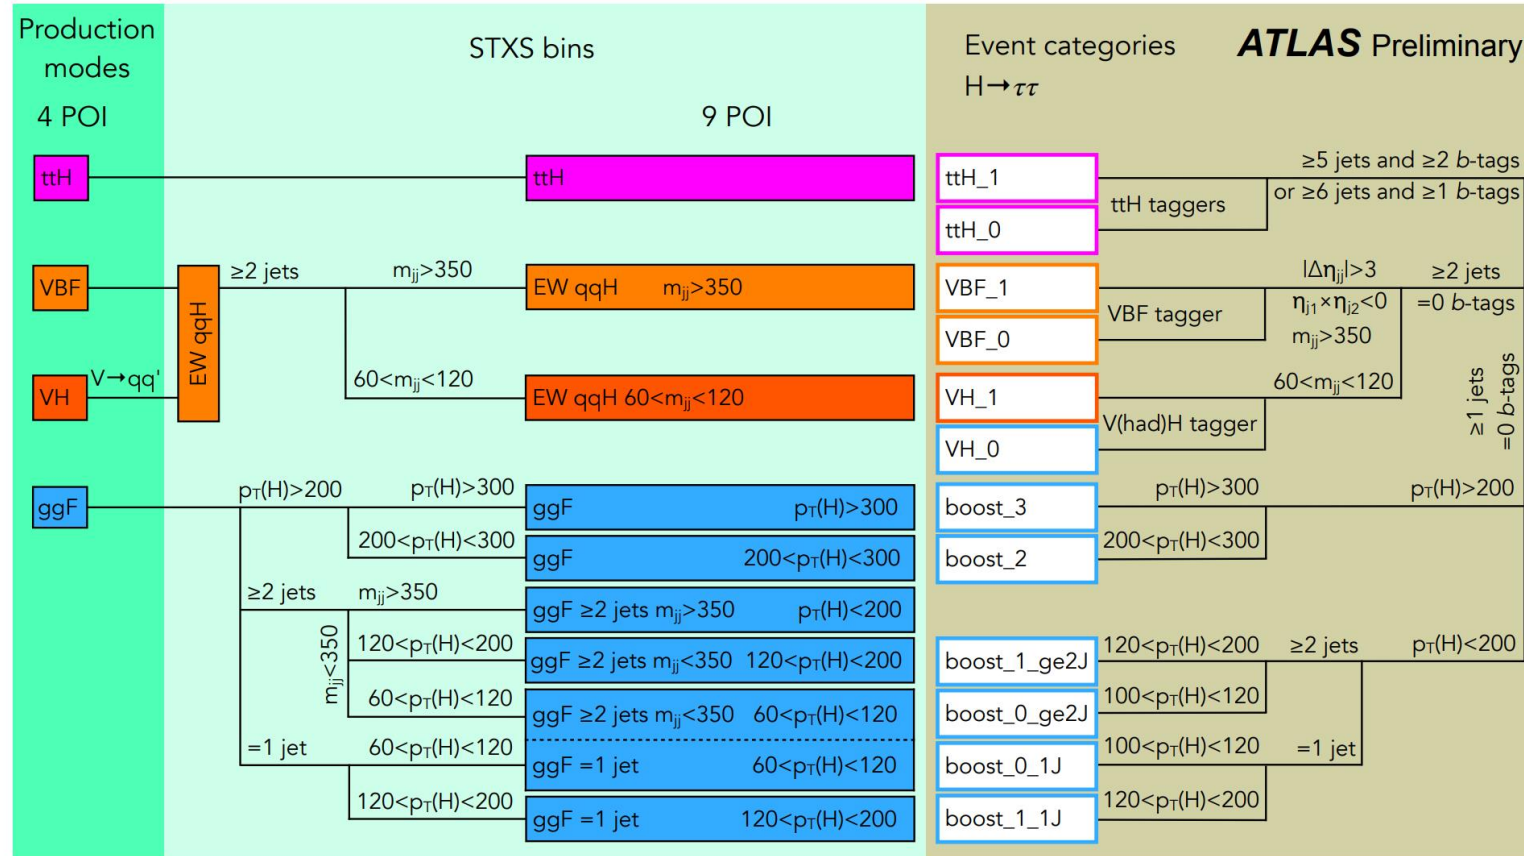 Production
modes
4 POI
STXS bins
9 POI
Event categories
H→ττ
ATLAS Preliminary
ttH
ttH
ttH_1
ttH_0
ttH taggers
≥5 jets and ≥2 b-tags
or ≥6 jets and ≥1 b-tags
VBF
EW qqH
≥2 jets
mjj>350
EW qqH mjj>350
VBF_1
VBF_0
VBF tagger
|Δηjj|>3
ηj1×ηj2<0
mjj>350
≥2 jets
=0 b-tags
VH
V→qq'
60<mjj<120
EW qqH 60<mjj<120
VH_1
VH_0
V(had)H tagger
60<mjj<120
≥1 jets
=0 b-tags
ggF
pT(H)>200
pT(H)>300
200<pT(H)<300
ggF pT(H)>300
ggF 200<pT(H)<300
boost_3
boost_2
pT(H)>300
200<pT(H)<300
pT(H)>200
≥2 jets
mjj>350
mjj<350
120<pT(H)<200
60<pT(H)<120
ggF ≥2 jets mjj>350 pT(H)<200
ggF ≥2 jets mjj<350 120<pT(H)<200
ggF ≥2 jets mjj<350 60<pT(H)<120
boost_1_ge2J
boost_0_ge2J
120<pT(H)<200
100<pT(H)<120
≥2 jets
pT(H)<200
=1 jet
60<pT(H)<120
120<pT(H)<200
ggF =1 jet 60<pT(H)<120
ggF =1 jet 120<pT(H)<200
boost_0_1J
boost_1_1J
100<pT(H)<120
120<pT(H)<200
=1 jet